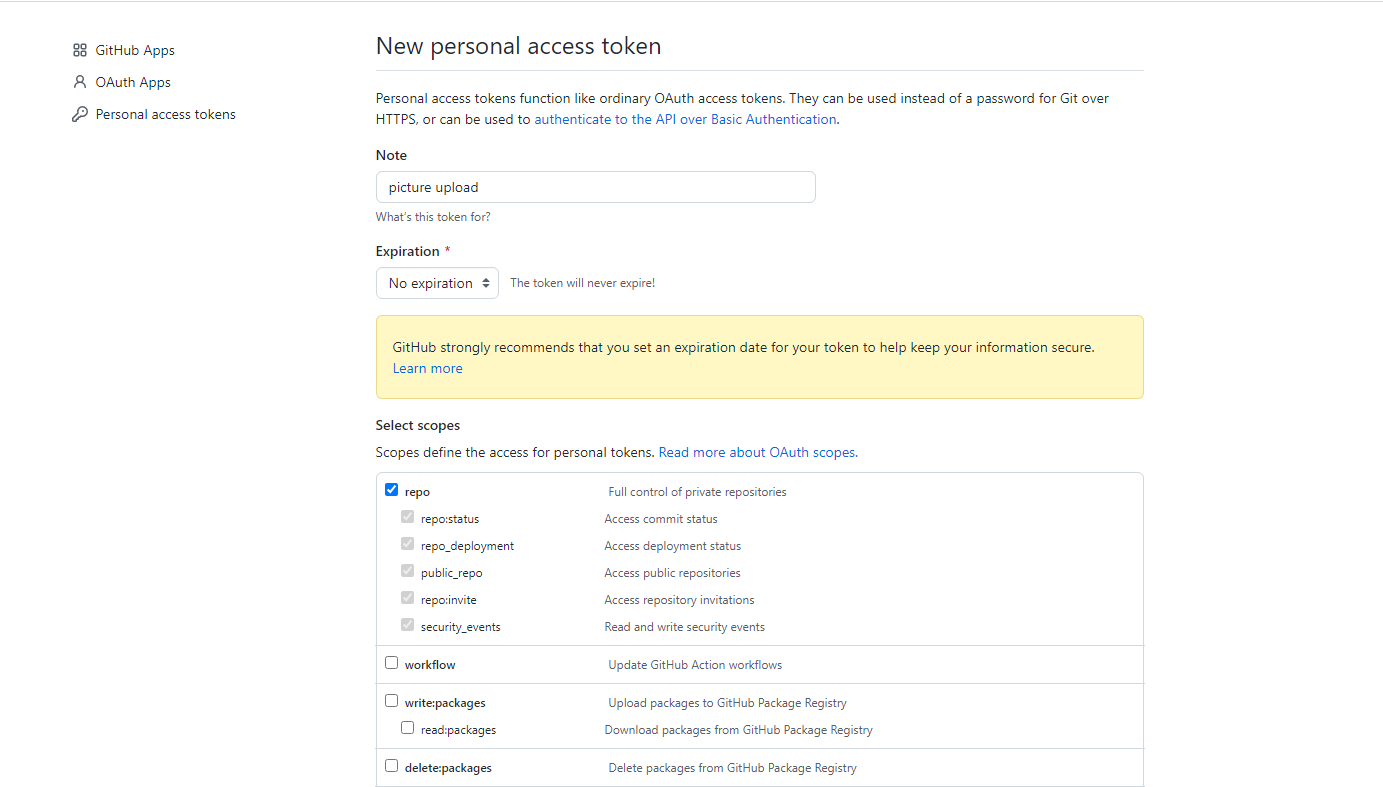 GitHub Apps
OAuth Apps
Personal access tokens
New personal access token
Personal access tokens function like ordinary OAuth access tokens. They can be used instead of a password for Git over
HTTPS, or can be used to authenticate to the API over Basic Authentication.
Note
picture upload
What's this token for?
Expiration *
No expiration The token will never expire!
GitHub strongly recommends that you set an expiration date for your token to help keep your information secure.
Learn more
Select scopes
Scopes define the access for personal tokens. Read more about OAuth scopes.
repo Full control of private repositories
repo:status Access commit status
repo_deployment Access deployment status
public_repo Access public repositories
repo:invite Access repository invitations
security_events Read and write security events
workflow Update GitHub Action workflows
write:packages Upload packages to GitHub Package Registry
read:packages Download packages from GitHub Package Registry
delete:packages Delete packages from GitHub Package Registry